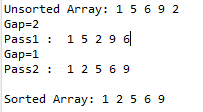 Unsorted Array: 1 5 6 9 2
Gap=2
Pass1 :  1 5 2 9 6
Gap=1
Pass2 :  1 2 5 6 9
Sorted Array: 1 2 5 6 9